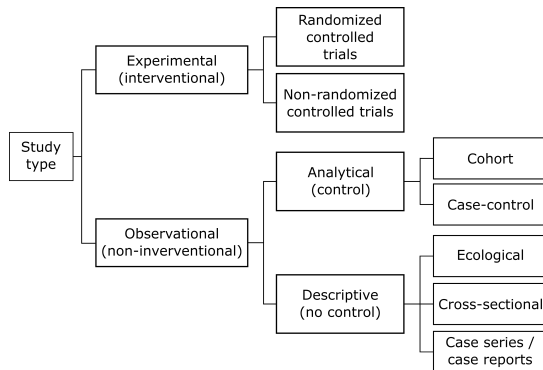 Study
type
Experimental
(interventional)
Randomized
controlled
trials
Non-randomized
controlled trials
Observational
(non-inverventional)
Analytical
(control)
Cohort
Case-control
Descriptive
(no control)
Ecological
Cross-sectional
Case series /
case reports